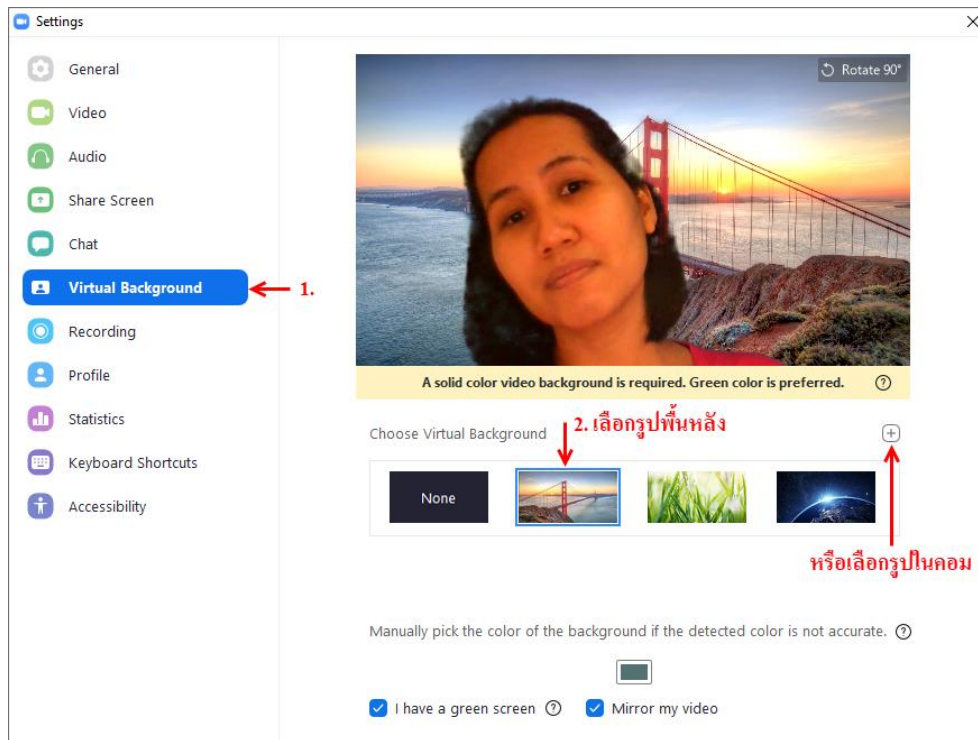 Settings
General
Video
Audio
Share Screen
Chat
Virtual Background
1.
Recording
Profile
Statistics
Keyboard Shortcuts
Accessibility
Rotate 90°
A solid color video background is required. Green color is preferred.
Choose Virtual Background
2. เลือกรูปพื้นหลัง
None
หรือเลือกรูปในคอม
Manually pick the color of the background if the detected color is not accurate.
I have a green screen
Mirror my video